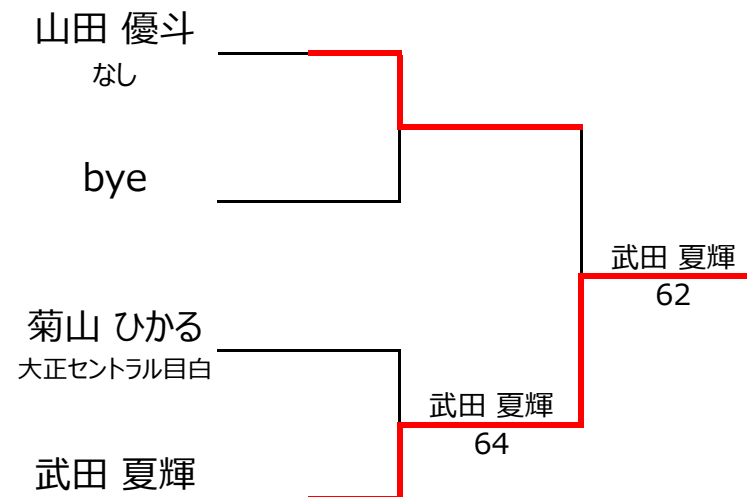 山田 優斗
なし
bye
武田 夏輝
62
菊山 ひかる
大正セントラル目白
武田 夏輝
64
武田 夏輝